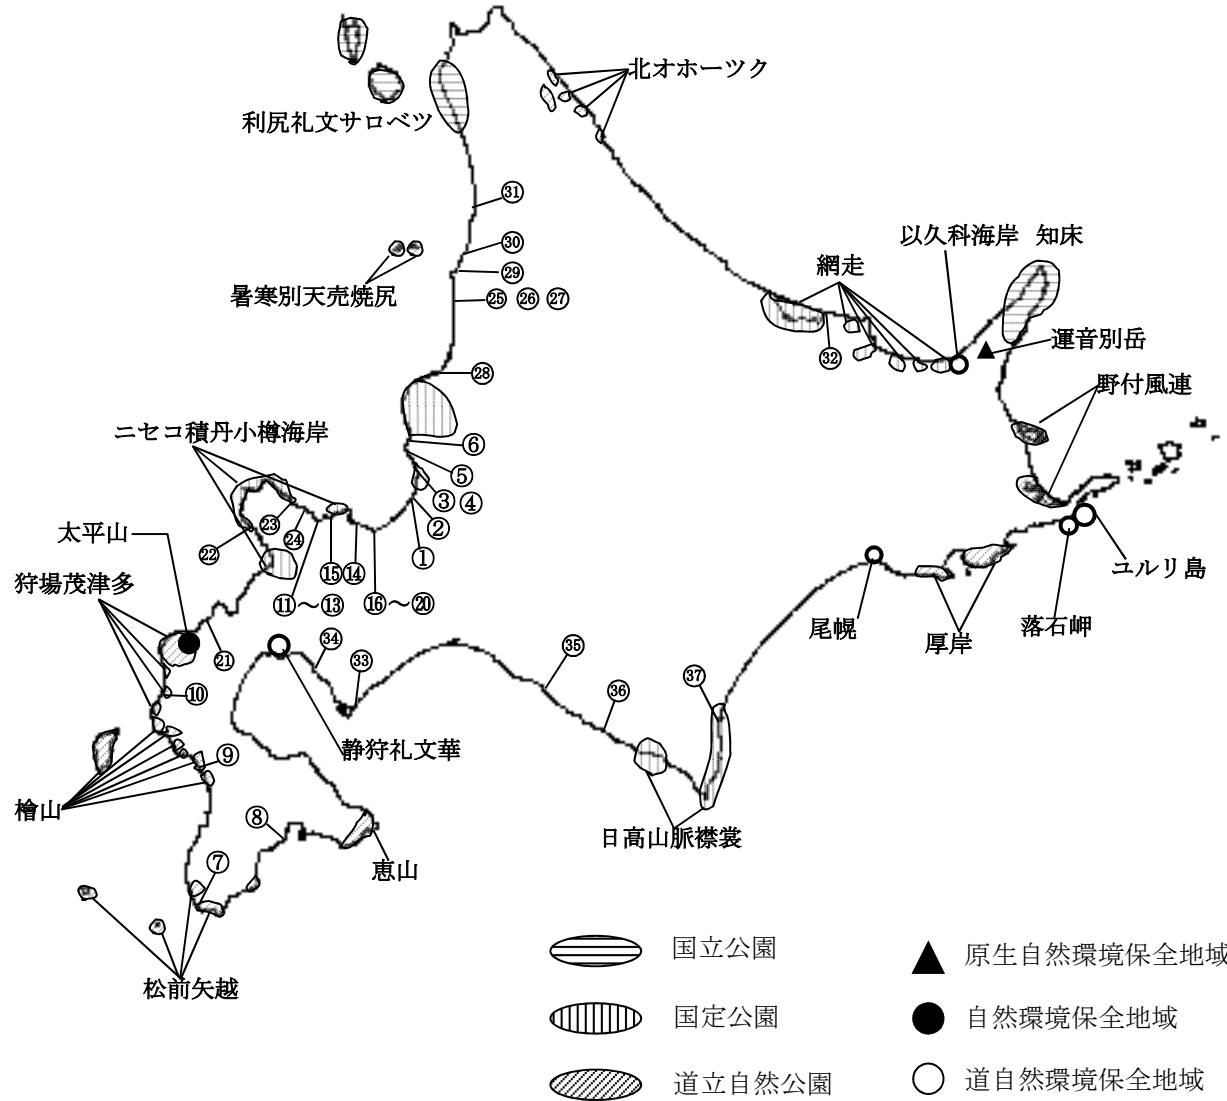 北オホーツク
利尻礼文サロベツ
㉛
以久科海岸 知床
㉚
網走
㉙
暑寒別天売焼尻
㉕ ㉖ ㉗
運音別岳
㉜
㉘
野付風連
ニセコ積丹小樽海岸
⑥
⑤
③ ④
㉓
②
㉔
太平山
㉒
①
ユルリ島
狩場茂津多
⑮ ⑭
⑪～⑬
⑯～⑳
尾幌
落石岬
厚岸
㉞
㉟
㉑
㉝
㊲
⑩
㊱
静狩礼文華
⑨
檜山
⑧
日高山脈襟裳
恵山
⑦
松前矢越
国立公園
原生自然環境保全地域
国定公園
自然環境保全地域
道立自然公園
道自然環境保全地域